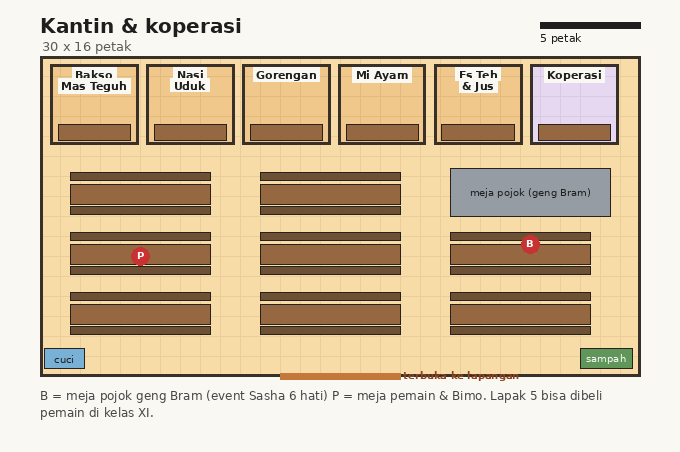 Kantin & koperasi
30 x 16 petak
5 petak
Bakso
Mas Teguh
Nasi
Uduk
Gorengan
Mi Ayam
Es Teh
& Jus
Koperasi
meja pojok (geng Bram)
P
B
cuci
sampah
terbuka ke lapangan
B = meja pojok geng Bram (event Sasha 6 hati) P = meja pemain & Bimo. Lapak 5 bisa dibeli
pemain di kelas XI.